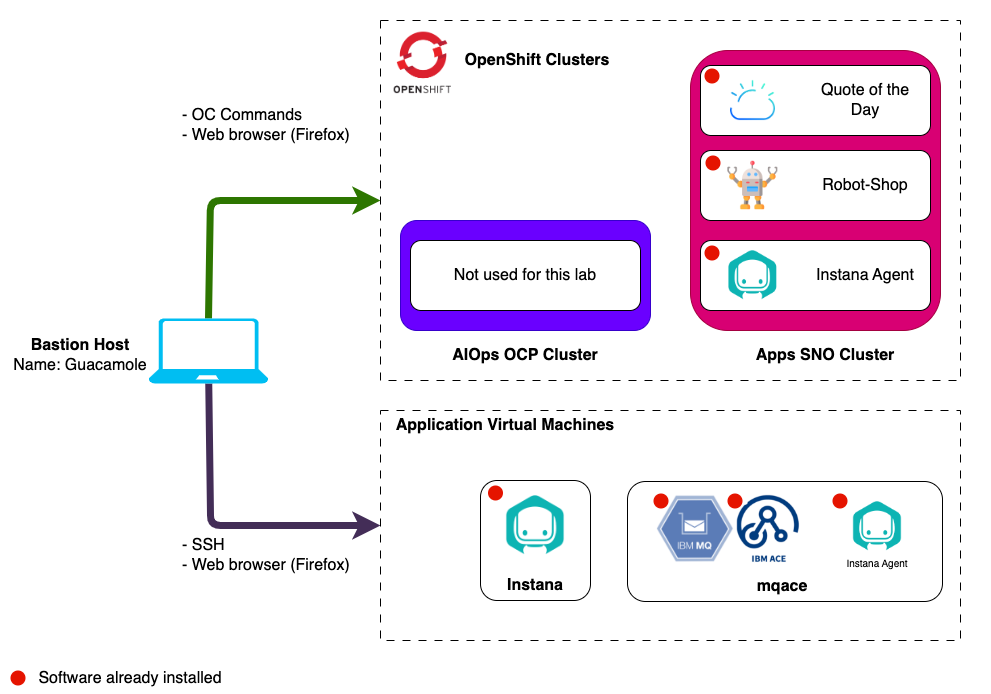 OpenShift Clusters
OPENSHIFT
- OC Commands
- Web browser (Firefox)
Quote of the
Day
Robot-Shop
Instana Agent
Not used for this lab
AIOps OCP Cluster
Apps SNO Cluster
Bastion Host
Name: Guacamole
Application Virtual Machines
- SSH
- Web browser (Firefox)
Instana
IBM MQ
IBM ACE
Instana Agent
mqace
Software already installed